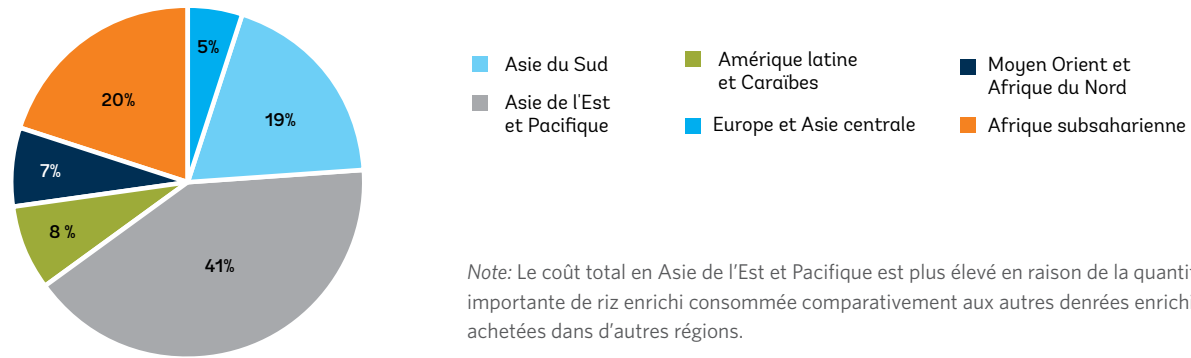 5%
19%
20%
7%
8 %
41%
Asie du Sud
Asie de l'Est
et Pacifique
Amérique latine
et Caraïbes
Europe et Asie centrale
Moyen Orient et
Afrique du Nord
Afrique subsaharienne
Note: Le coût total en Asie de l’Est et Pacifique est plus élevé en raison de la
importante de riz enrichi consommée comparativement aux autres denrées
achetées dans d’autres régions.